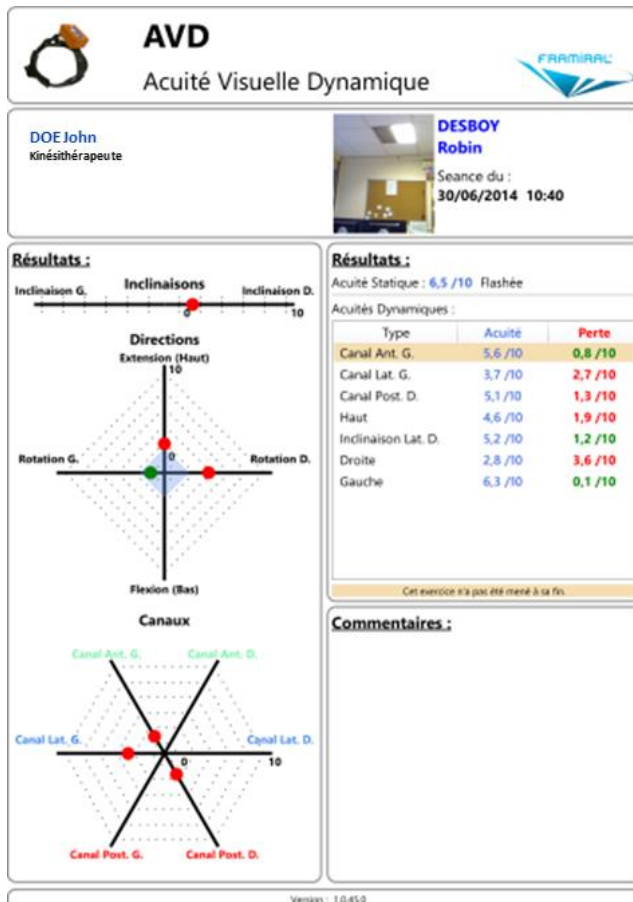 AVD
Acuité Visuelle Dynamique
FRAMIRAL
DOE John
Kinésithérapeute
DESBOY
Robin
Seance du :
30/06/2014 10:40
Résultats :
Inclinaisons
Inclinaison G.
Inclinaison D.
0
10
Directions
Extension (Haut)
10
0
Rotation G.
Rotation D.
Flexion (Bas)
Canaux
Canal Ant. G.
Canal Ant. D.
Canal Lat. G.
Canal Lat. D.
0
10
Canal Post. G.
Canal Post. D.
Résultats :
Acuité Statique : 6,5 /10 Flashée
Acuités Dynamiques :
Type Acuité Perte
Canal Ant. G. 5,6 /10 0,8 /10
Canal Lat. G. 3,7 /10 2,7 /10
Canal Post. D. 5,1 /10 1,3 /10
Haut 4,6 /10 1,9 /10
Inclinaison Lat. D. 5,2 /10 1,2 /10
Droite 2,8 /10 3,6 /10
Gauche 6,3 /10 0,1 /10
Cet exercice n'a pas été mené à sa fin.
Commentaires :
Version : 1.0.45.0